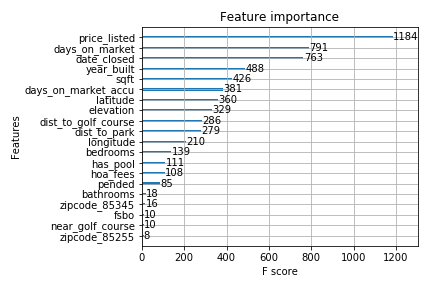 Feature importance
Features
price_listed 1184
days_on_market 791
date_closed 763
year_built 488
sqft 426
days_on_market_accu 381
latitude 360
elevation 329
dist_to_golf_course 286
dist_to_park 279
longitude 210
bedrooms 139
has_pool 111
hoa_fees 108
pended 85
bathrooms 18
zipcode_85345 16
fsbo 10
near_golf_course 10
zipcode_85255 8
0 200 400 600 800 1000 1200
F score